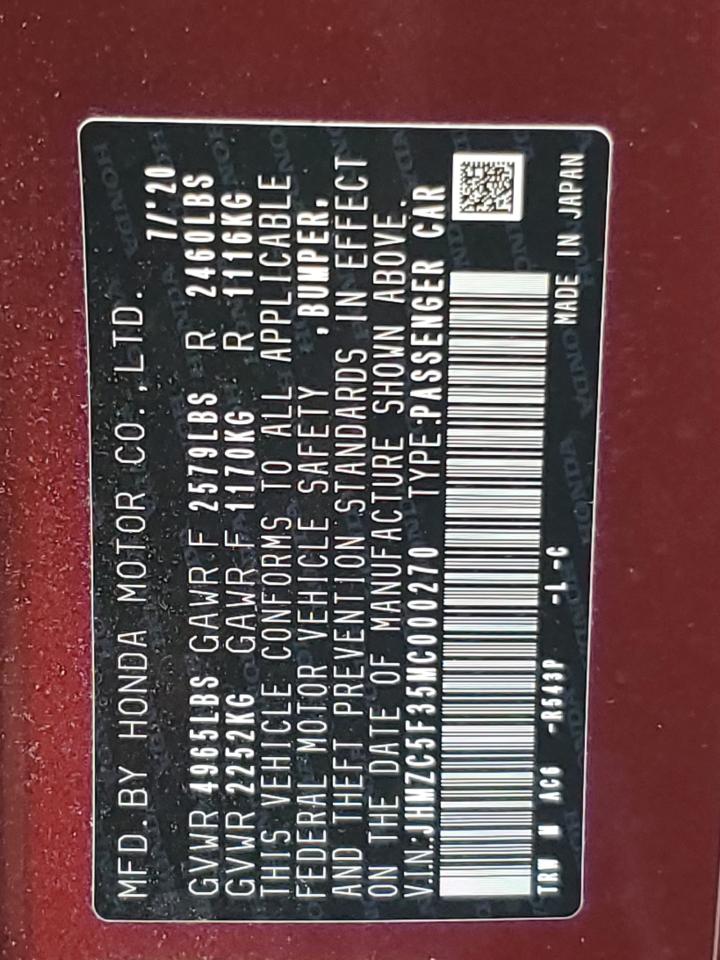 MFD. BY HONDA MOTOR CO., LTD. 7/'20
GVWR 4965LBS GAWR F 2579LBS R 2460LBS
GVWR 2252KG GAWR F 1170KG R 1116KG
THIS VEHICLE CONFORMS TO ALL APPLICABLE
FEDERAL MOTOR VEHICLE SAFETY ,BUMPER,
AND THEFT PREVENTION STANDARDS IN EFFECT
ON THE DATE OF MANUFACTURE SHOWN ABOVE.
V.I.N.:JHMZC5F35MC000270 TYPE:PASSENGER CAR
TRW M AC6 -R543P -L -C MADE IN JAPAN